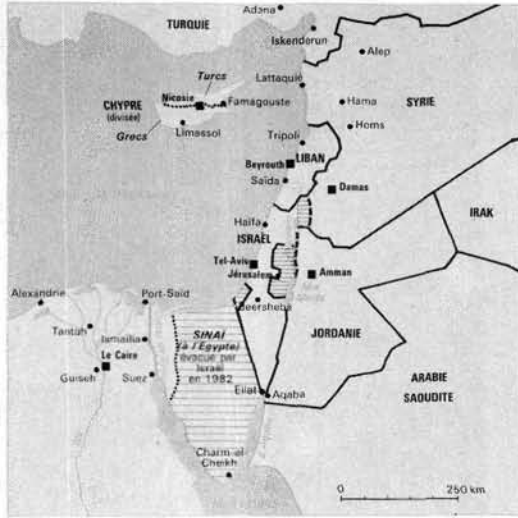 Adana
TURQUIE
Iskenderun
Alep
Turcs
Lattaquié
Nicosie
Famagouste
CHYPRE
(divisée)
Hama
SYRIE
Homs
Grecs
Limassol
Tripoli
Beyrouth
LIBAN
Saïda
Damas
IRAK
Haïfa
ISRAËL
Tel-Aviv
Jérusalem
Amman
Alexandrie
Port-Saïd
Beersheba
Tantah
Ismaïlia
SINAÏ
(à l'Égypte)
évacué par
Israël
en 1982
JORDANIE
Le Caire
Guiseh
Suez
ARABIE
SAOUDITE
Eilat
Aqaba
Charm el
Cheikh
0
250 km